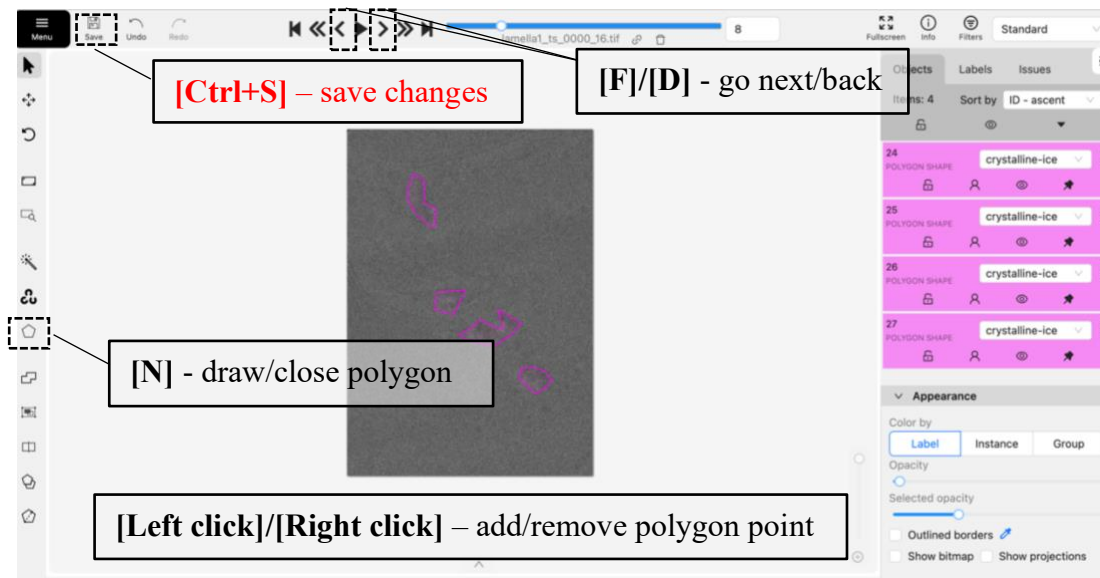 Menu
Save
Undo
Redo
lamella1_ts_0000_16.tif
8
Fullscreen
Info
Filters
Standard
[Ctrl+S] – save changes
[F]/[D] - go next/back
Objects
Labels
Issues
Items: 4
Sort by
ID - ascent
24
POLYGON SHAPE
crystalline-ice
25
POLYGON SHAPE
crystalline-ice
26
POLYGON SHAPE
crystalline-ice
27
POLYGON SHAPE
crystalline-ice
[N] - draw/close polygon
Appearance
Color by
Label
Instance
Group
Opacity
Selected opacity
Outlined borders
Show bitmap
Show projections
[Left click]/[Right click] – add/remove polygon point